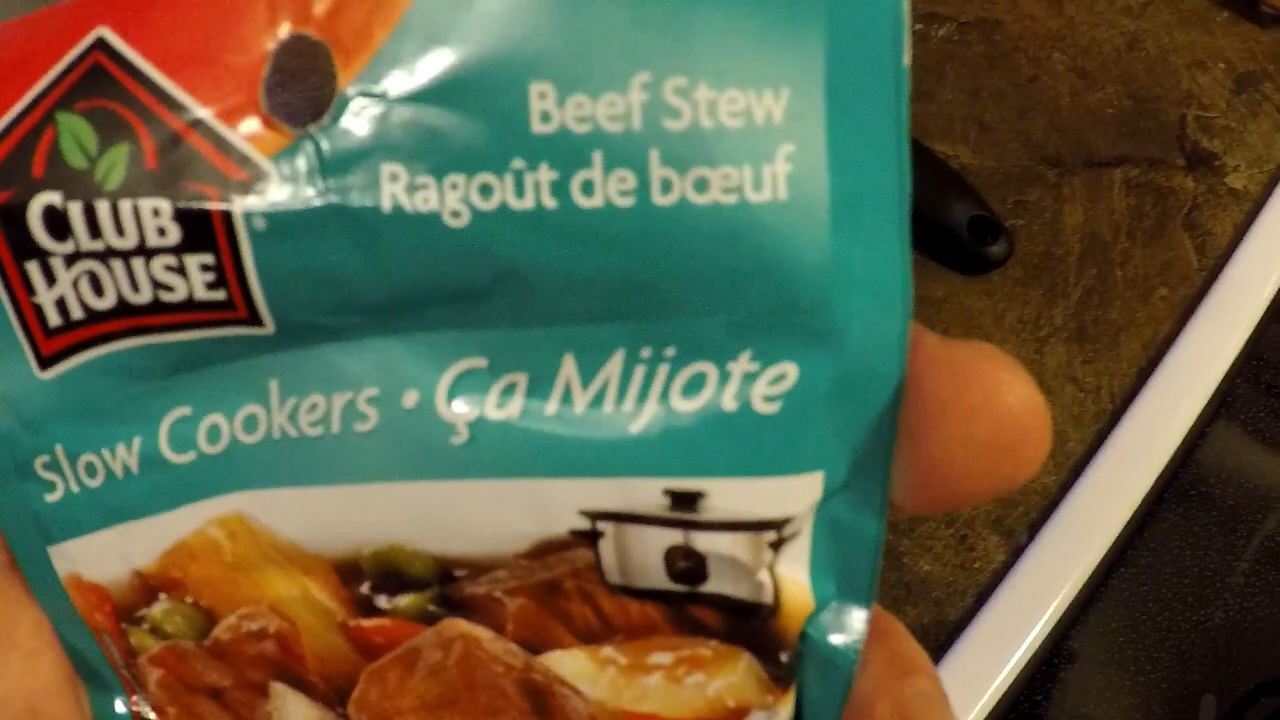 Beef Stew
Ragoût de bœuf
CLUB
HOUSE®
Slow Cookers • Ça Mijote